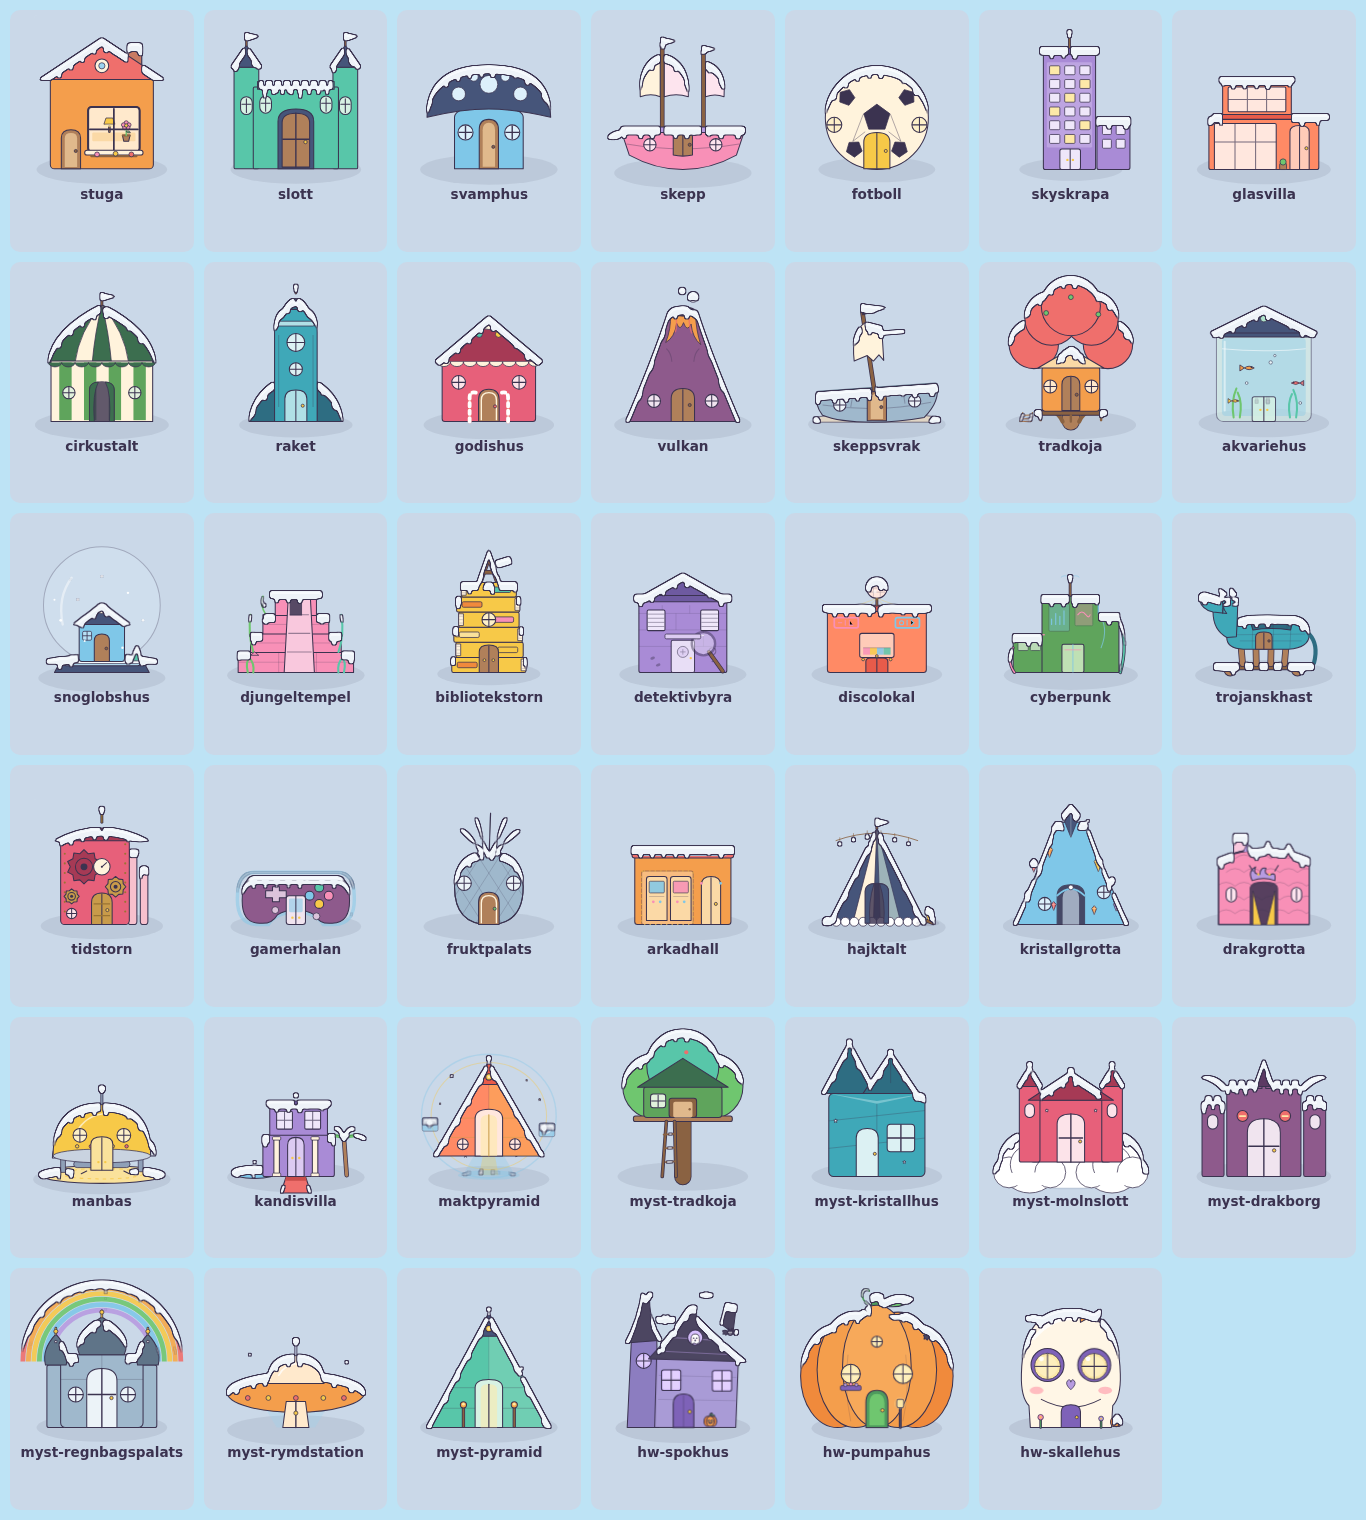 stuga
slott
svamphus
skepp
fotboll
skyskrapa
glasvilla
cirkustalt
raket
godishus
vulkan
skeppsvrak
tradkoja
akvariehus
snoglobshus
djungeltempel
bibliotekstorn
detektivbyra
discolokal
cyberpunk
trojanskhast
tidstorn
gamerhalan
fruktpalats
arkadhall
hajktalt
kristallgrotta
drakgrotta
manbas
kandisvilla
maktpyramid
myst-tradkoja
myst-kristallhus
myst-molnslott
myst-drakborg
myst-regnbagspalats
myst-rymdstation
myst-pyramid
hw-spokhus
hw-pumpahus
hw-skallehus